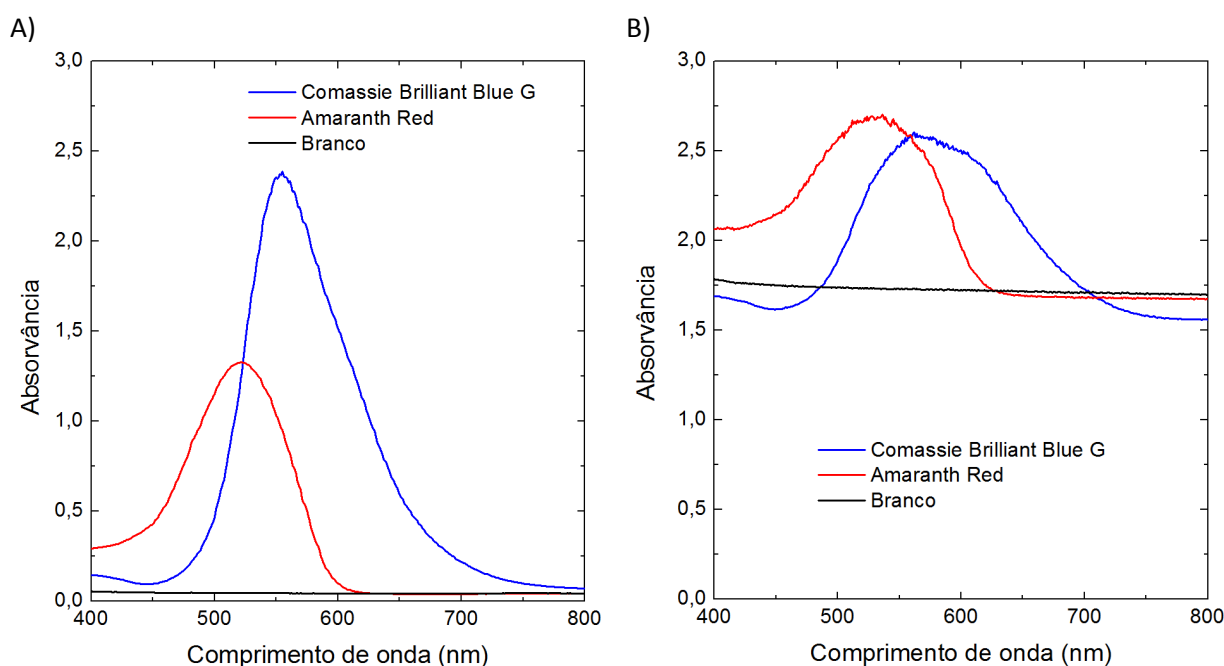 A)
3,0
2,5
2,0
1,5
1,0
0,5
0,0
Absorvância
Comassie Brilliant Blue G
Amaranth Red
Branco
400 500 600 700 800
Comprimento de onda (nm)
B)
3,0
2,5
2,0
1,5
1,0
0,5
0,0
Absorvância
Comassie Brilliant Blue G
Amaranth Red
Branco
400 500 600 700 800
Comprimento de onda (nm)